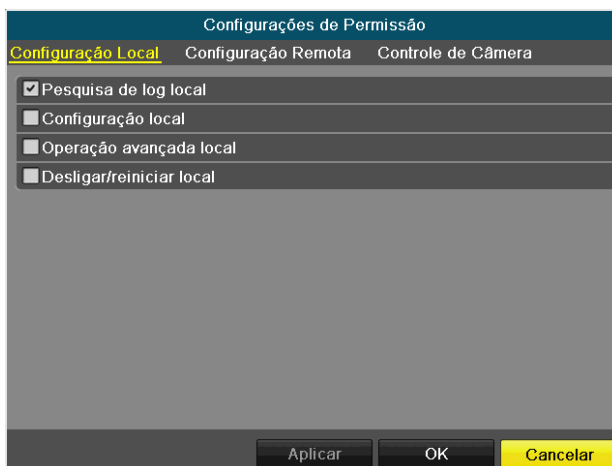 Configurações de Permissão
Configuração Local Configuração Remota Controle de Câmera
Pesquisa de log local
Configuração local
Operação avançada local
Desligar/reiniciar local
Aplicar OK Cancelar